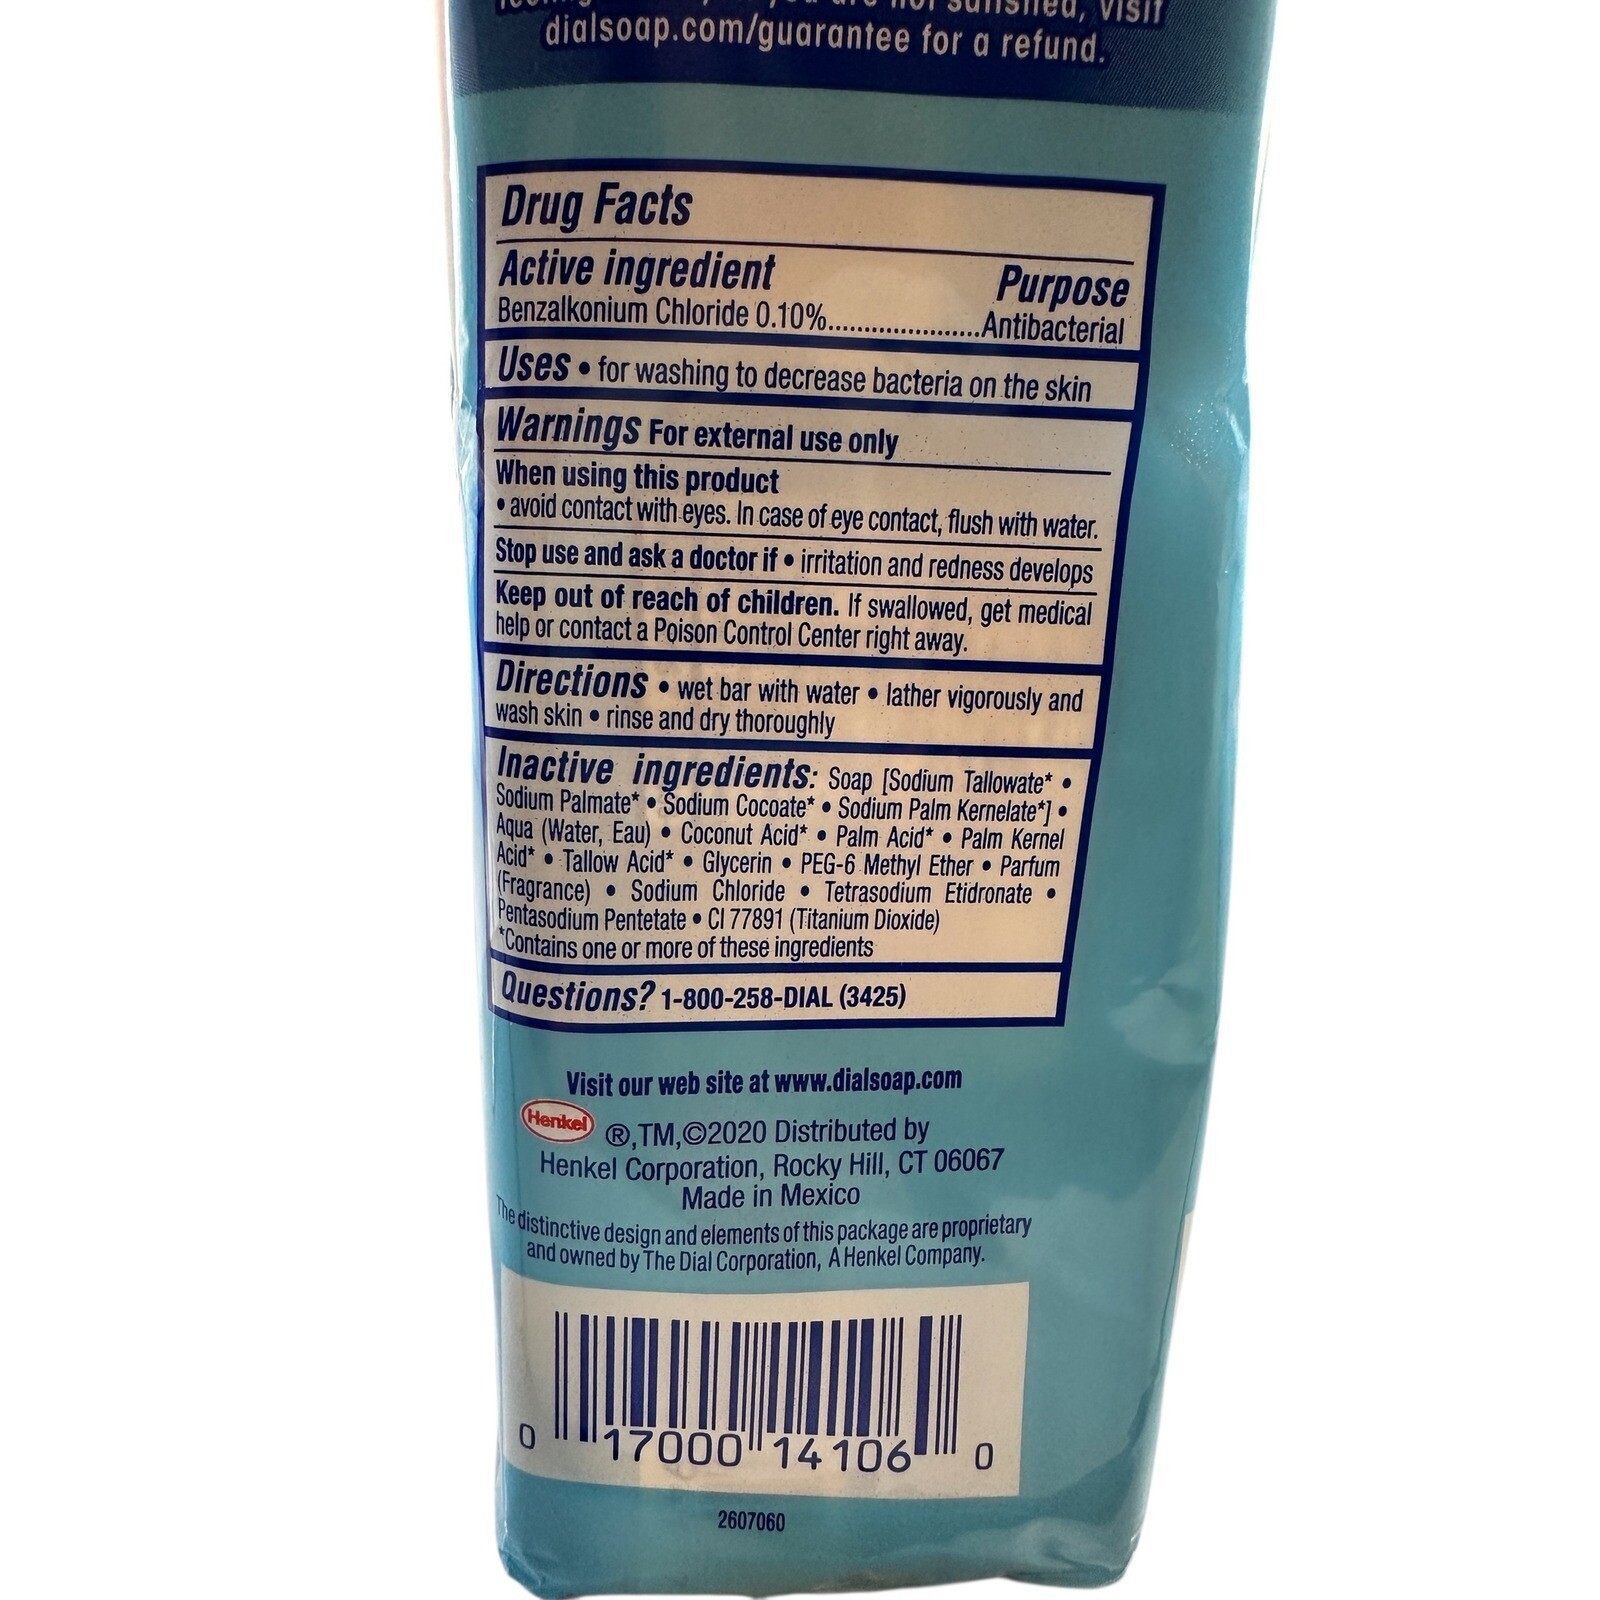 not satisfied, visit
dialsoap.com/guarantee for a refund.
Drug Facts
Active ingredient Purpose
Benzalkonium Chloride 0.10%......................Antibacterial
Uses • for washing to decrease bacteria on the skin
Warnings For external use only
When using this product
• avoid contact with eyes. In case of eye contact, flush with water.
Stop use and ask a doctor if • irritation and redness develops
Keep out of reach of children. If swallowed, get medical
help or contact a Poison Control Center right away.
Directions • wet bar with water • lather vigorously and
wash skin • rinse and dry thoroughly
Inactive ingredients: Soap [Sodium Tallowate* •
Sodium Palmate* • Sodium Cocoate* • Sodium Palm Kernelate*] •
Aqua (Water, Eau) • Coconut Acid* • Palm Acid* • Palm Kernel
Acid* • Tallow Acid* • Glycerin • PEG-6 Methyl Ether • Parfum
(Fragrance) • Sodium Chloride • Tetrasodium Etidronate •
Pentasodium Pentetate • CI 77891 (Titanium Dioxide)
*Contains one or more of these ingredients
Questions? 1-800-258-DIAL (3425)
Visit our web site at www.dialsoap.com
Henkel ®,TM,©2020 Distributed by
Henkel Corporation, Rocky Hill, CT 06067
Made in Mexico
The distinctive design and elements of this package are proprietary
and owned by The Dial Corporation, A Henkel Company.
0 17000 14106 0
2607060